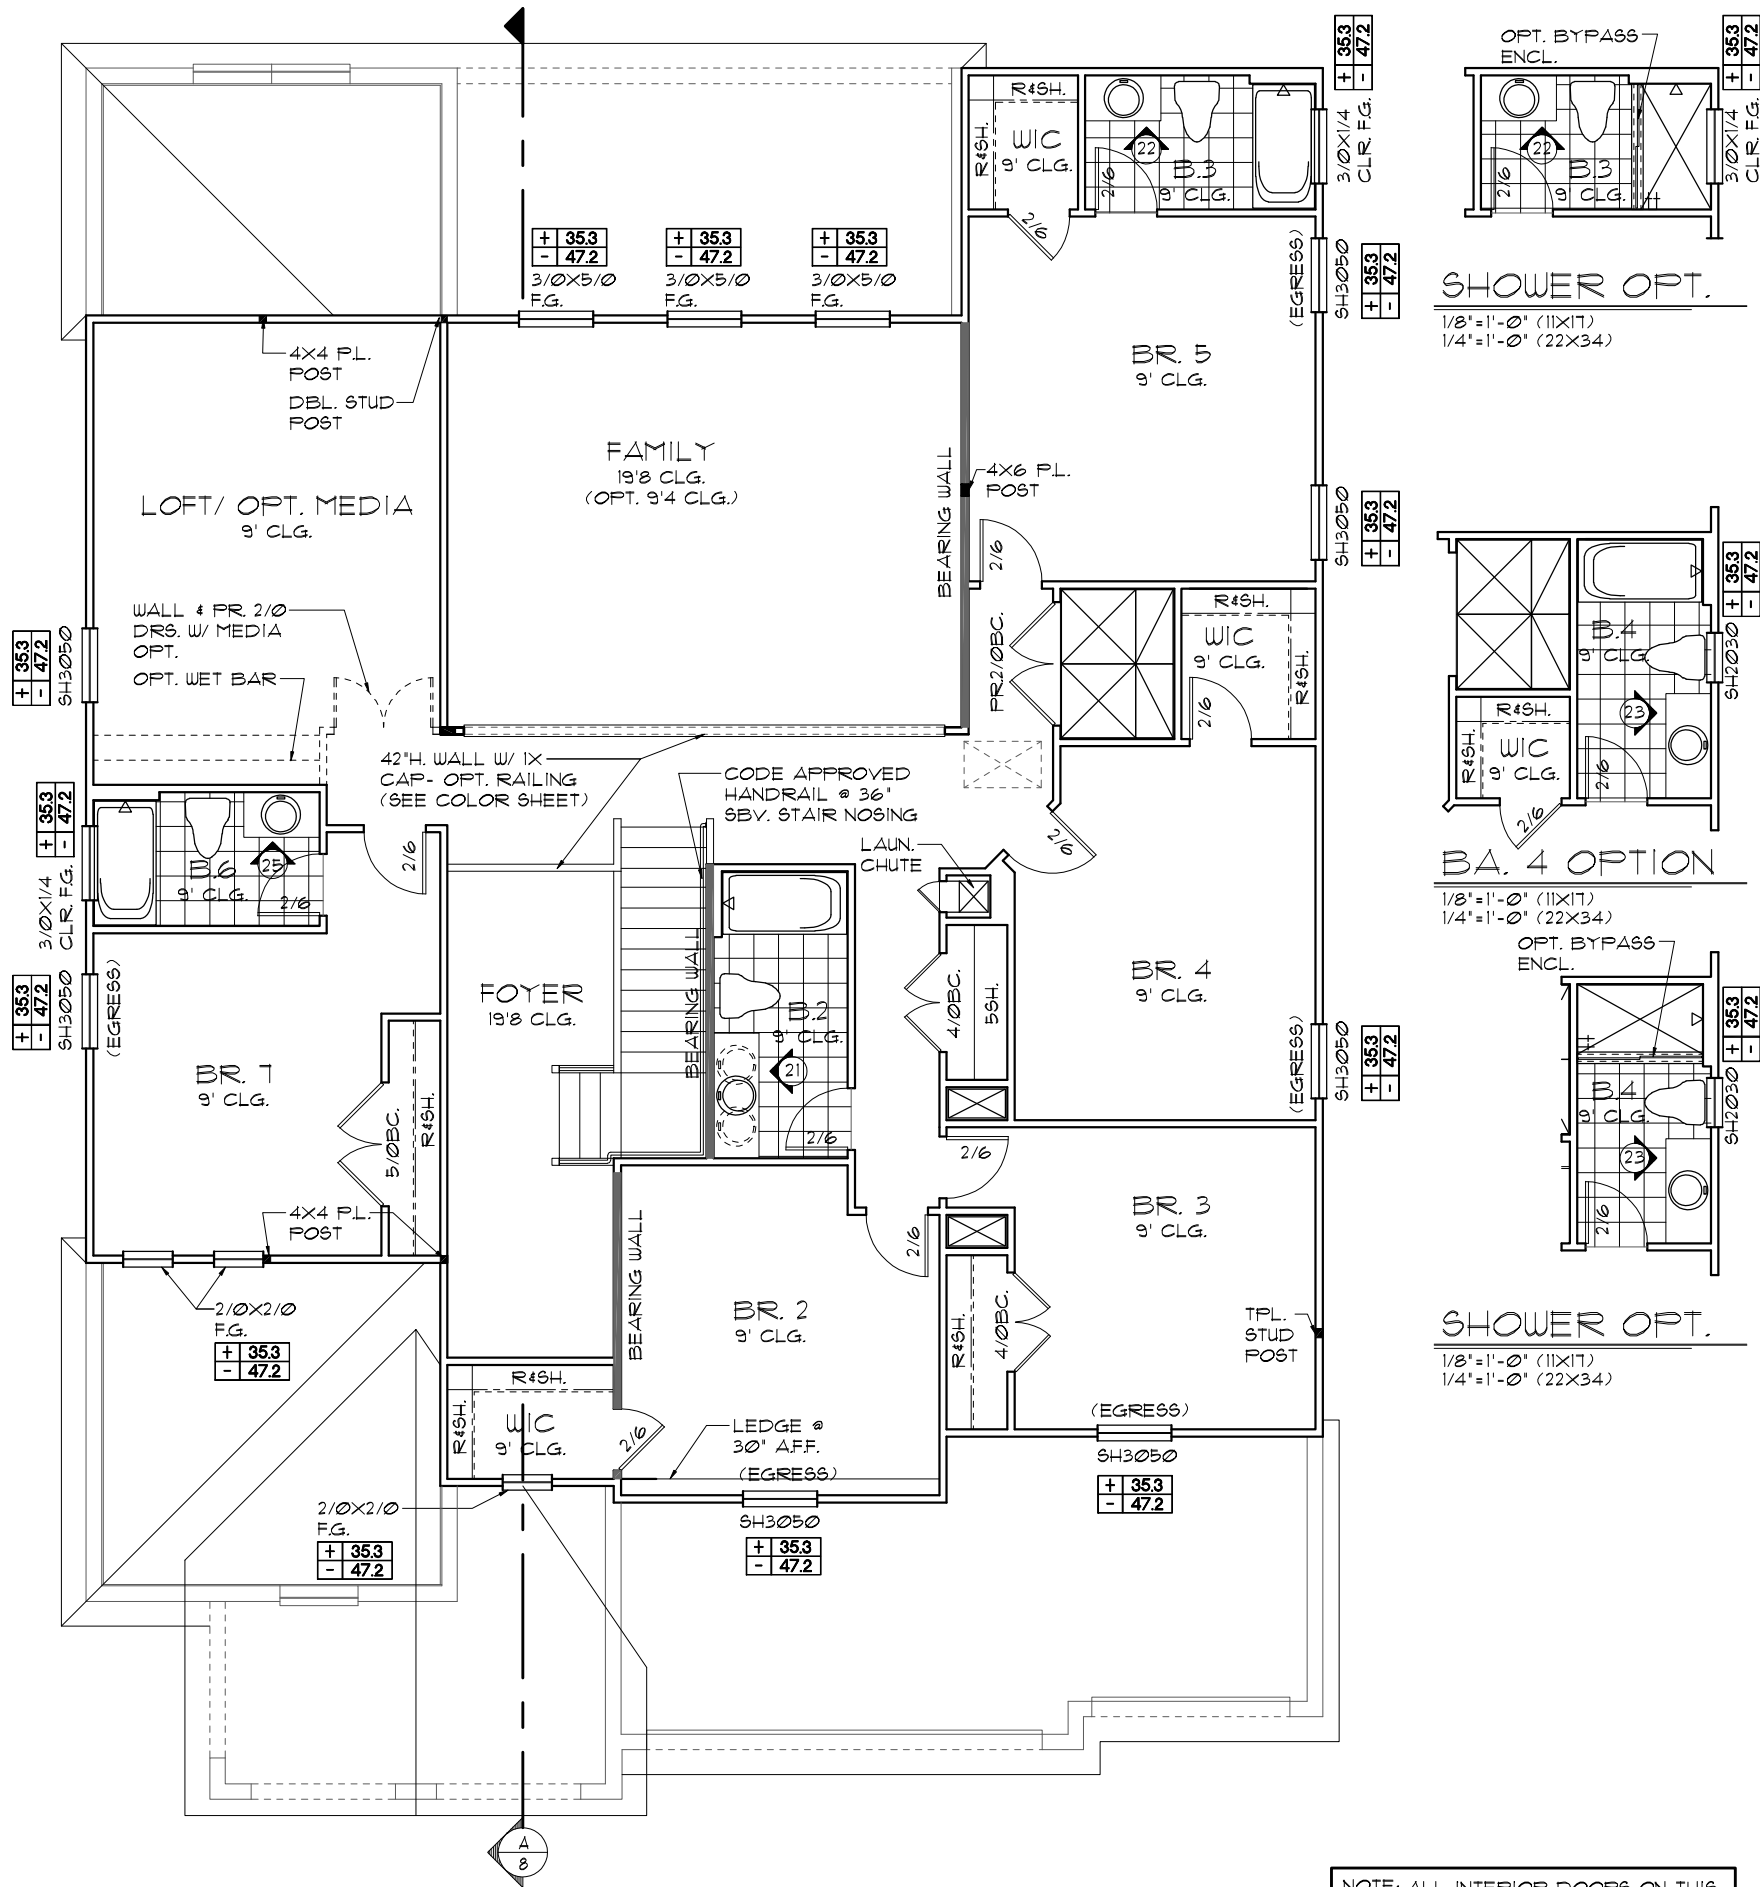 R&SH.
R&SH.
WIC
9' CLG.
2/6
22
B.3
9' CLG.
2/6
+ 35.3
- 47.2
3/0X1/4
CLR. F.G.
OPT. BYPASS
ENCL.
22
B.3
9' CLG.
2/6
+ 35.3
- 47.2
3/0X1/4
CLR. F.G.
SHOWER OPT.
1/8"=1'-0" (11X17)
1/4"=1'-0" (22X34)
+ 35.3
- 47.2
3/0X5/0
F.G.
+ 35.3
- 47.2
3/0X5/0
F.G.
+ 35.3
- 47.2
3/0X5/0
F.G.
(EGRESS)
SH3050
+ 35.3
- 47.2
BR. 5
9' CLG.
4X4 P.L.
POST
DBL. STUD
POST
FAMILY
19'8 CLG.
(OPT. 9'4 CLG.)
LOFT/ OPT. MEDIA
9' CLG.
BEARING WALL
4X6 P.L.
POST
SH3050
+ 35.3
- 47.2
2/6
WALL & PR. 2/0
DRS. W/ MEDIA
OPT.
OPT. WET BAR
+ 35.3
- 47.2
SH3050
PR.2/0BC.
R&SH.
WIC
9' CLG.
R&SH.
2/6
B.4
9' CLG.
23
2/6
+ 35.3
- 47.2
SH2030
R&SH.
R&SH.
WIC
9' CLG.
2/6
BA. 4 OPTION
1/8"=1'-0" (11X17)
1/4"=1'-0" (22X34)
42"H. WALL W/ 1X
CAP- OPT. RAILING
(SEE COLOR SHEET)
CODE APPROVED
HANDRAIL @ 36"
SBV. STAIR NOSING
LAUN.
CHUTE
2/6
+ 35.3
- 47.2
3/0X1/4
CLR. F.G.
B.6
9' CLG.
25
2/6
2/6
+ 35.3
- 47.2
SH3050
(EGRESS)
FOYER
19'8 CLG.
BEARING WALL
B.2
9' CLG.
21
2/6
4/0BC.
5SH.
BR. 4
9' CLG.
(EGRESS)
SH3050
+ 35.3
- 47.2
OPT. BYPASS
ENCL.
B.4
9' CLG.
23
2/6
+ 35.3
- 47.2
SH2030
SHOWER OPT.
1/8"=1'-0" (11X17)
1/4"=1'-0" (22X34)
BR. 7
9' CLG.
5/0BC.
R&SH.
4X4 P.L.
POST
2/6
2/6
BR. 3
9' CLG.
BEARING WALL
BR. 2
9' CLG.
R&SH.
4/0BC.
TPL.
STUD
POST
2/0X2/0
F.G.
+ 35.3
- 47.2
R&SH.
R&SH.
WIC
9' CLG.
2/6
LEDGE @
30" A.F.F.
(EGRESS)
SH3050
+ 35.3
- 47.2
(EGRESS)
SH3050
+ 35.3
- 47.2
2/0X2/0
F.G.
+ 35.3
- 47.2
A
8
NOTE: ALL INTERIOR DOORS ON THIS